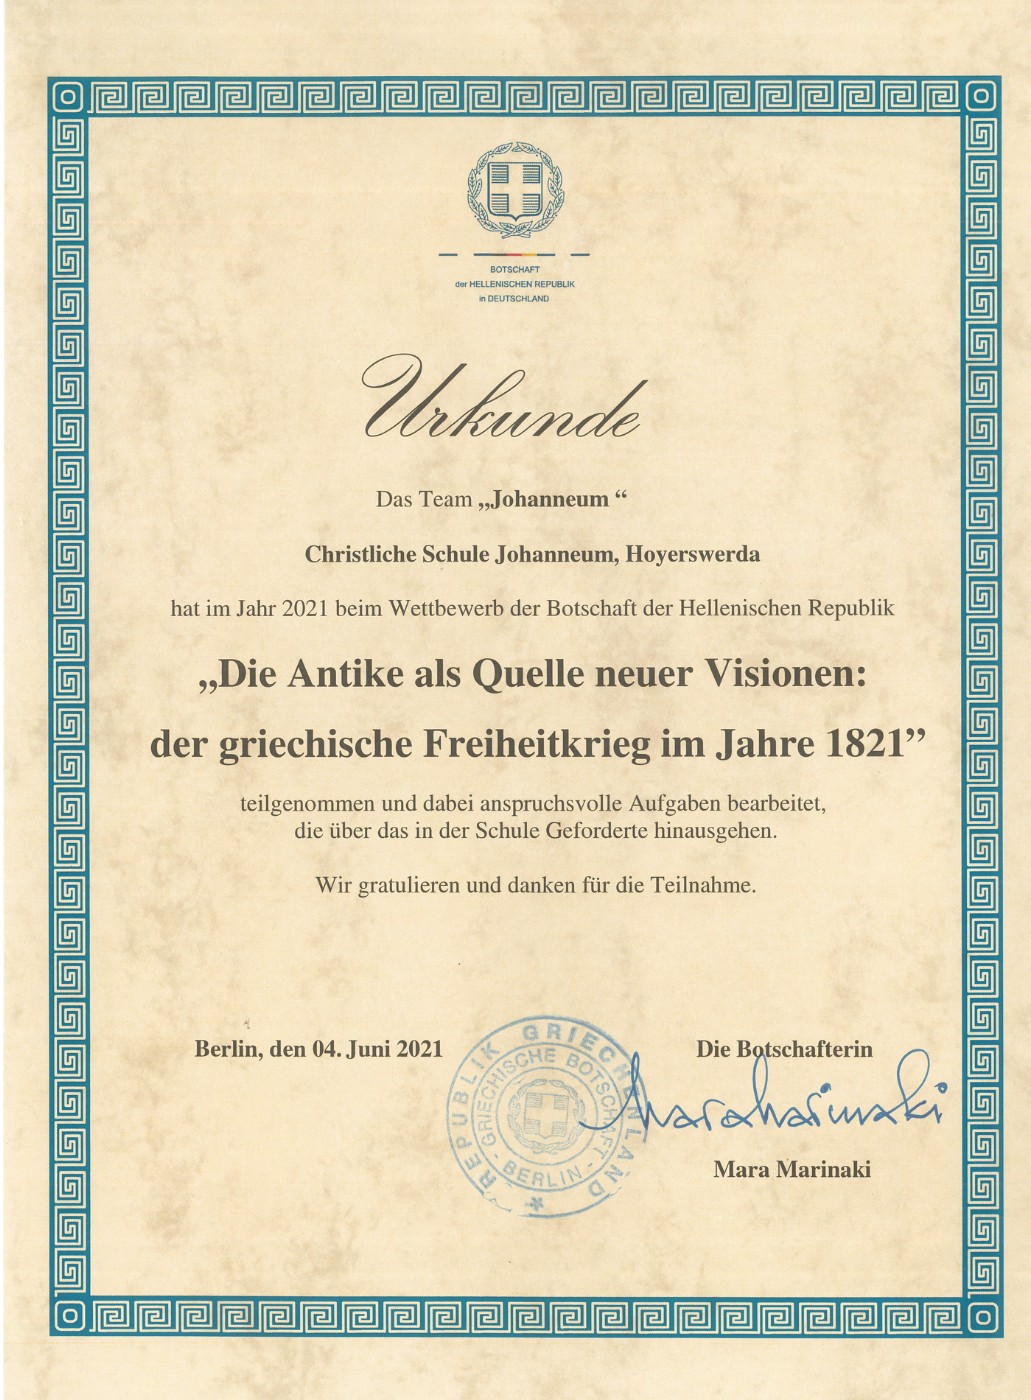 BOTSCHAFT
der HELLENISCHEN REPUBLIK
in DEUTSCHLAND
Urkunde
Das Team „Johanneum “
Christliche Schule Johanneum, Hoyerswerda
hat im Jahr 2021 beim Wettbewerb der Botschaft der Hellenischen Republik
„Die Antike als Quelle neuer Visionen:
der griechische Freiheitkrieg im Jahre 1821”
teilgenommen und dabei anspruchsvolle Aufgaben bearbeitet,
die über das in der Schule Geforderte hinausgehen.
Wir gratulieren und danken für die Teilnahme.
Berlin, den 04. Juni 2021
REPUBLIK GRIECHENLAND
GRIECHISCHE BOTSCHAFT
- BERLIN -
Die Botschafterin
Mara Marinaki
Mara Marinaki